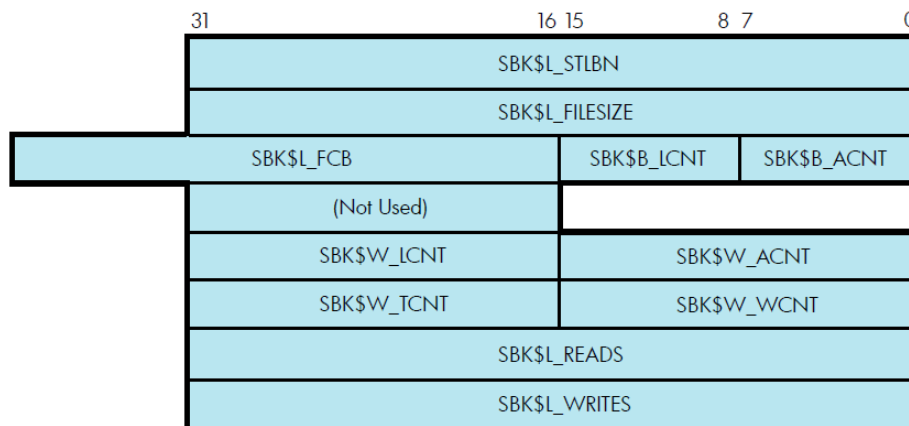 31 16 15 8 7 0
SBK$L_STLBN
SBK$L_FILESIZE
SBK$L_FCB SBK$B_LCNT SBK$B_ACNT
(Not Used)
SBK$W_LCNT SBK$W_ACNT
SBK$W_TCNT SBK$W_WCNT
SBK$L_READS
SBK$L_WRITES